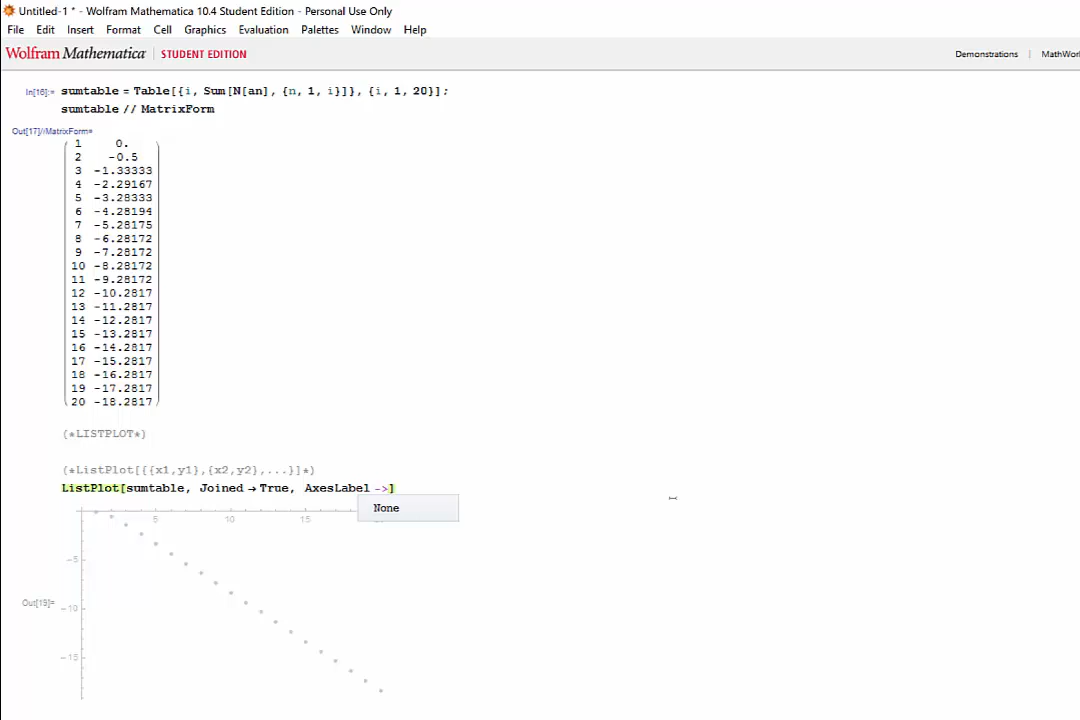 Untitled-1 * - Wolfram Mathematica 10.4 Student Edition - Personal Use Only
File Edit Insert Format Cell Graphics Evaluation Palettes Window Help
Wolfram Mathematica | STUDENT EDITION Demonstrations | MathWor
In[16]:= sumtable = Table[{i, Sum[N[an], {n, 1, i}]}, {i, 1, 20}];
sumtable // MatrixForm
Out[17]//MatrixForm=
1 0.
2 -0.5
3 -1.33333
4 -2.29167
5 -3.28333
6 -4.28194
7 -5.28175
8 -6.28172
9 -7.28172
10 -8.28172
11 -9.28172
12 -10.2817
13 -11.2817
14 -12.2817
15 -13.2817
16 -14.2817
17 -15.2817
18 -16.2817
19 -17.2817
20 -18.2817
(*LISTPLOT*)
(*ListPlot[{{x1,y1},{x2,y2},...}]*)
ListPlot[sumtable, Joined → True, AxesLabel ->]
None
5 10 15
-5
Out[19]= -10
-15